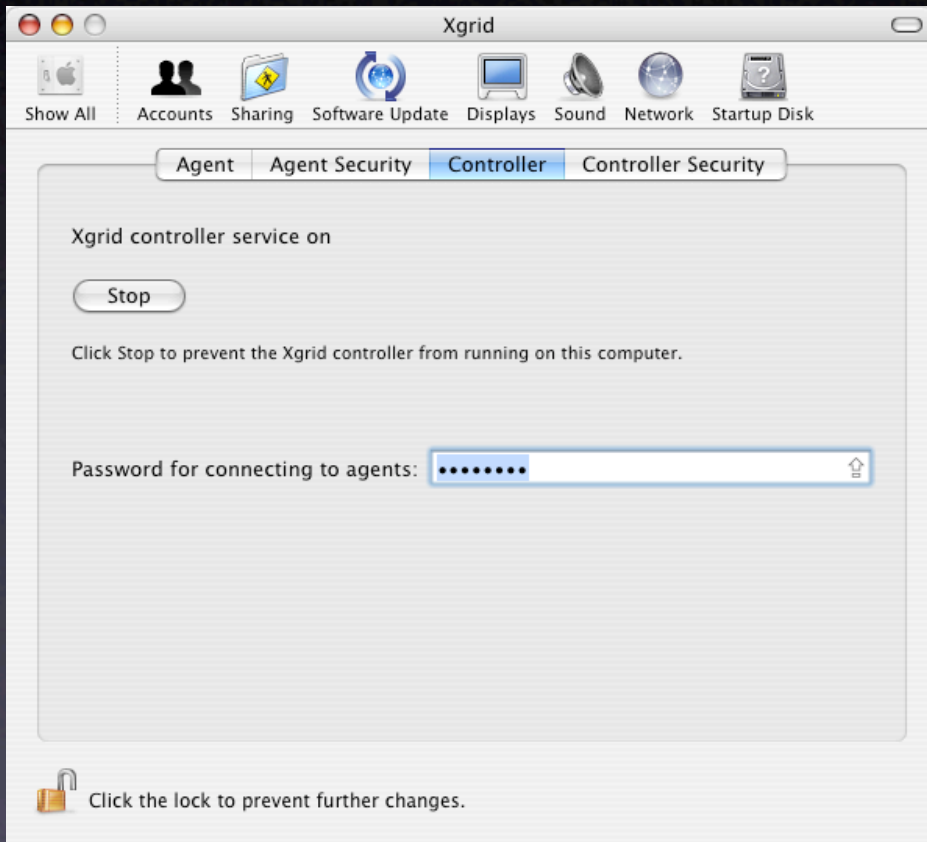 Xgrid
Show All Accounts Sharing Software Update Displays Sound Network Startup Disk
Agent Agent Security Controller Controller Security
Xgrid controller service on
Stop
Click Stop to prevent the Xgrid controller from running on this computer.
Password for connecting to agents: ••••••••
Click the lock to prevent further changes.